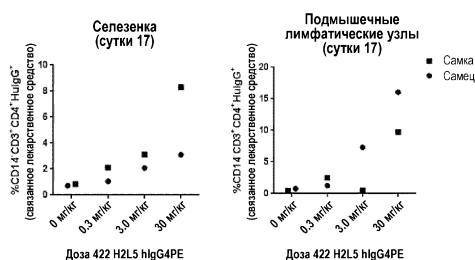 Селезенка
(сутки 17)
%CD14⁻CD3⁺CD4⁺HuIgG⁺
(связанное лекарственное средство)
10
8
6
4
2
0
0 мг/кг
0.3 мг/кг
3.0 мг/кг
30 мг/кг
Доза 422 H2L5 hIgG4PE
Подмышечные
лимфатические узлы
(сутки 17)
%CD14⁻CD3⁺CD4⁺HuIgG⁺
(связанное лекарственное средство)
20
15
10
5
0
0 мг/кг
0.3 мг/кг
3.0 мг/кг
30 мг/кг
Доза 422 H2L5 hIgG4PE
Самка
Самец